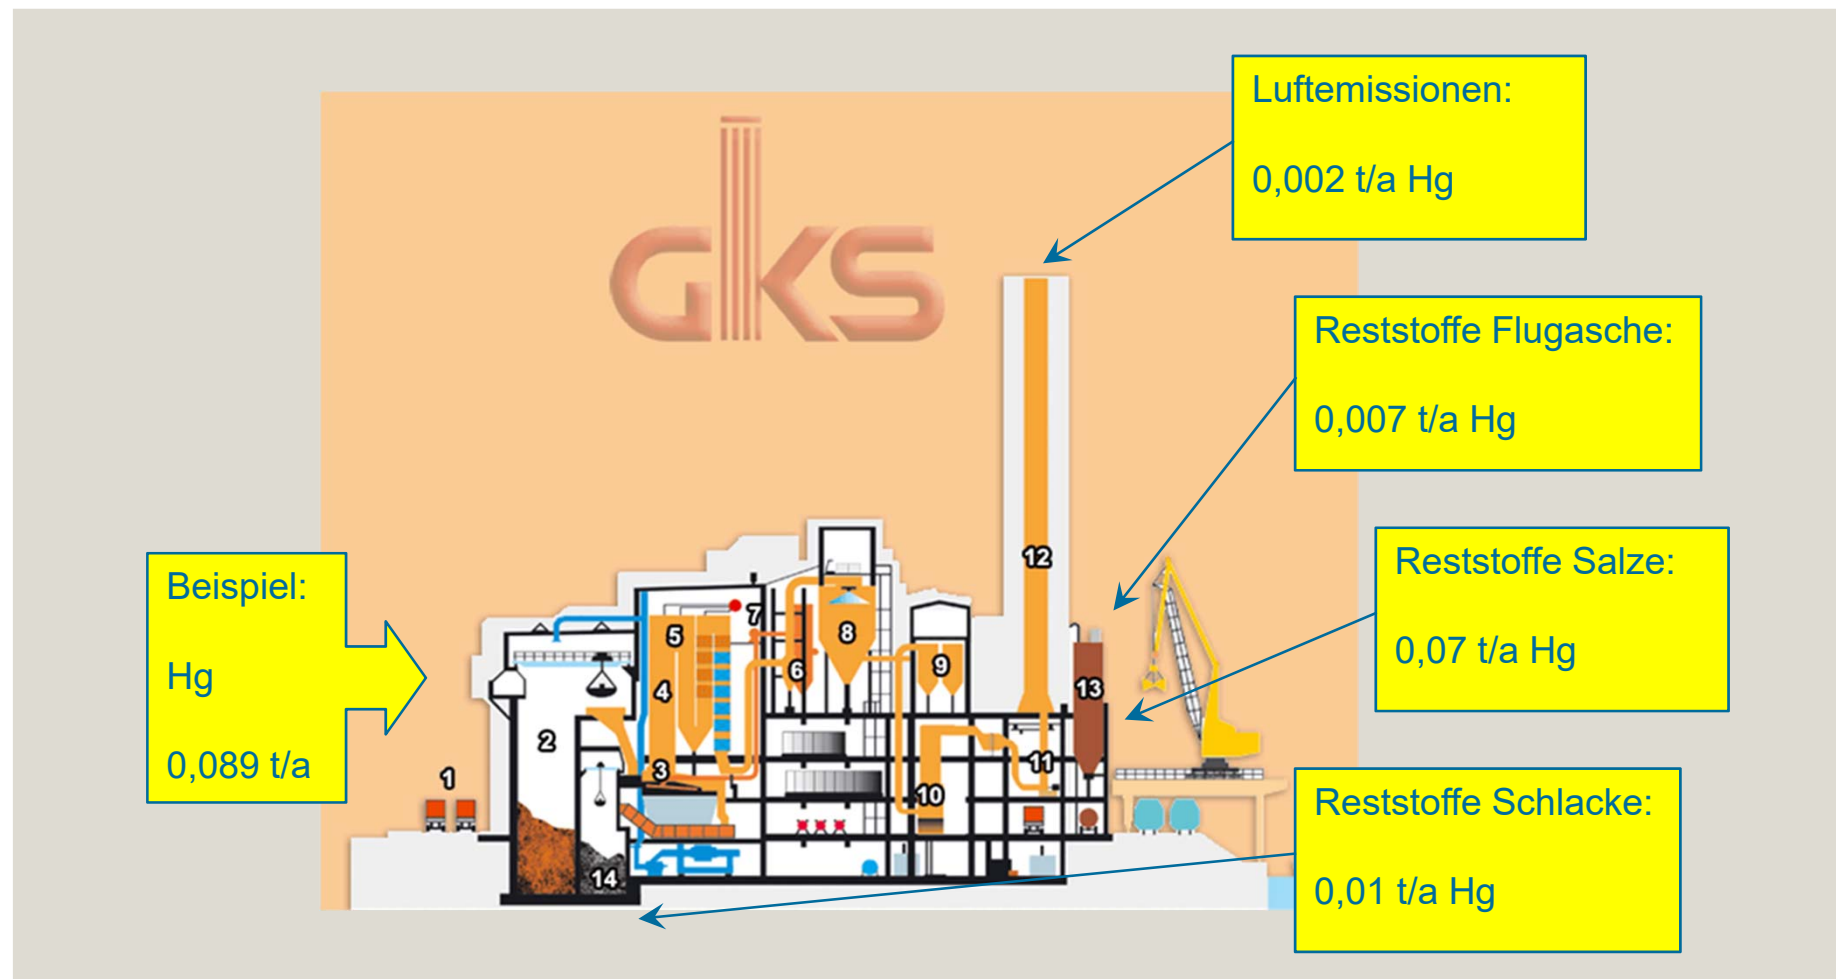 Luftemissionen:
0,002 t/a Hg
GKS
Reststoffe Flugasche:
0,007 t/a Hg
Reststoffe Salze:
0,07 t/a Hg
Beispiel:
Hg
0,089 t/a
Reststoffe Schlacke:
0,01 t/a Hg
1
2
3
4
5
6
7
8
9
10
11
12
13
14